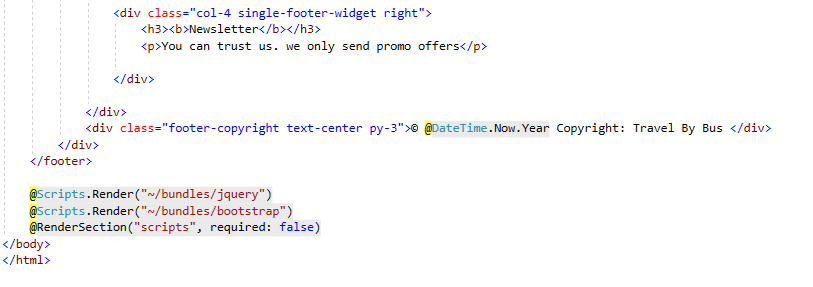 <div class="col-4 single-footer-widget right">
<h3><b>Newsletter</b></h3>
<p>You can trust us. we only send promo offers</p>
</div>
</div>
<div class="footer-copyright text-center py-3">© @DateTime.Now.Year Copyright: Travel By Bus </div>
</div>
</footer>
@Scripts.Render("~/bundles/jquery")
@Scripts.Render("~/bundles/bootstrap")
@RenderSection("scripts", required: false)
</body>
</html>